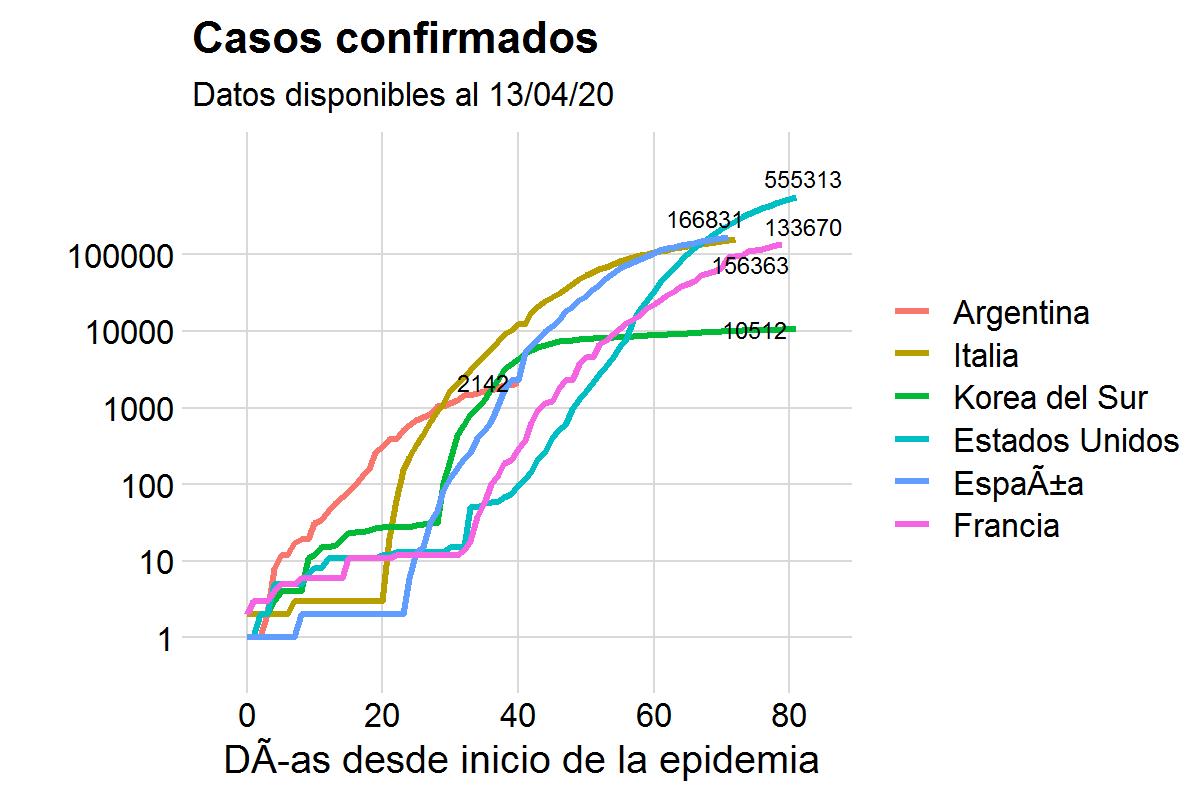 Casos confirmados
Datos disponibles al 13/04/20
555313
166831
133670
156363
10512
2142
100000
10000
1000
100
10
1
0 20 40 60 80
DÃ-as desde inicio de la epidemia
Argentina
Italia
Korea del Sur
Estados Unidos
EspaÃ±a
Francia